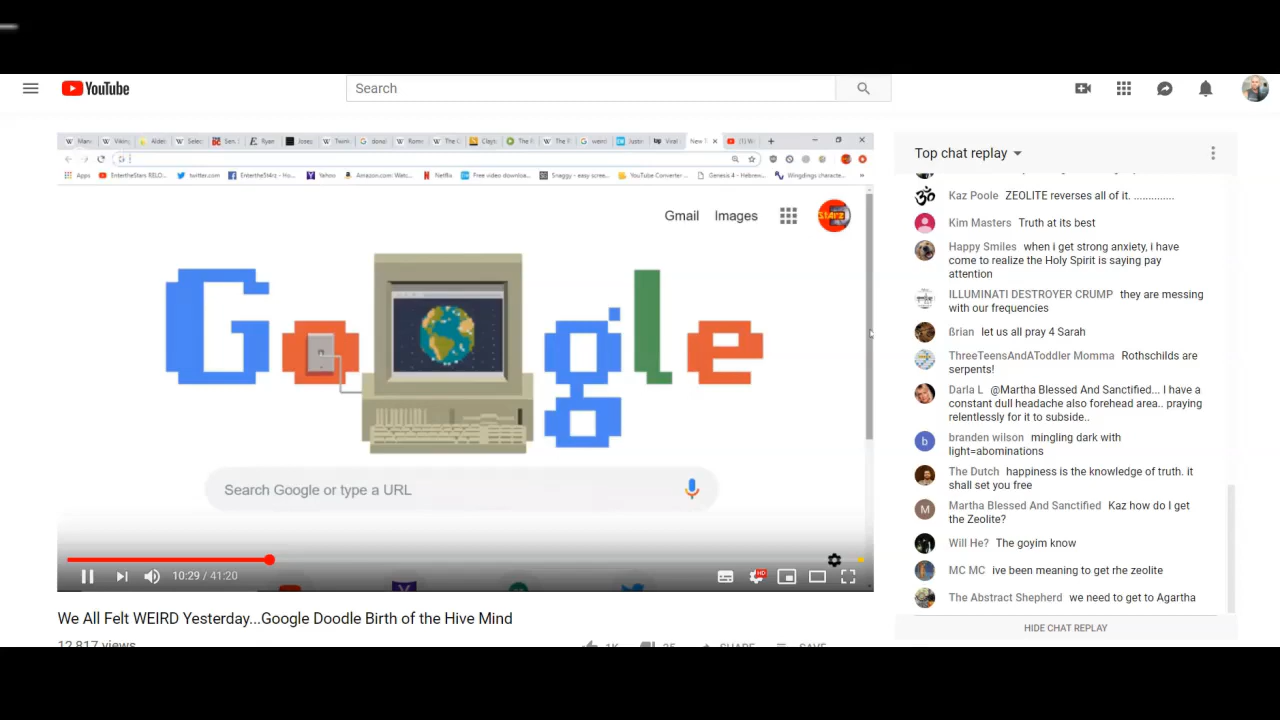 YouTube
Search
Gmail Images
Google
Search Google or type a URL
10:29 / 41:20
We All Felt WEIRD Yesterday...Google Doodle Birth of the Hive Mind
12,817 views
Top chat replay
Kaz Poole ZEOLITE reverses all of it. ..............
Kim Masters Truth at its best
Happy Smiles when i get strong anxiety, i have
come to realize the Holy Spirit is saying pay
attention
ILLUMINATI DESTROYER CRUMP they are messing
with our frequencies
ßrian let us all pray 4 Sarah
ThreeTeensAndAToddler Momma Rothschilds are
serpents!
Darla L @Martha Blessed And Sanctified... I have a
constant dull headache also forehead area.. praying
relentlessly for it to subside..
branden wilson mingling dark with
light=abominations
The Dutch happiness is the knowledge of truth. it
shall set you free
Martha Blessed And Sanctified Kaz how do I get
the Zeolite?
Will He? The goyim know
MC MC ive been meaning to get rhe zeolite
The Abstract Shepherd we need to get to Agartha
HIDE CHAT REPLAY